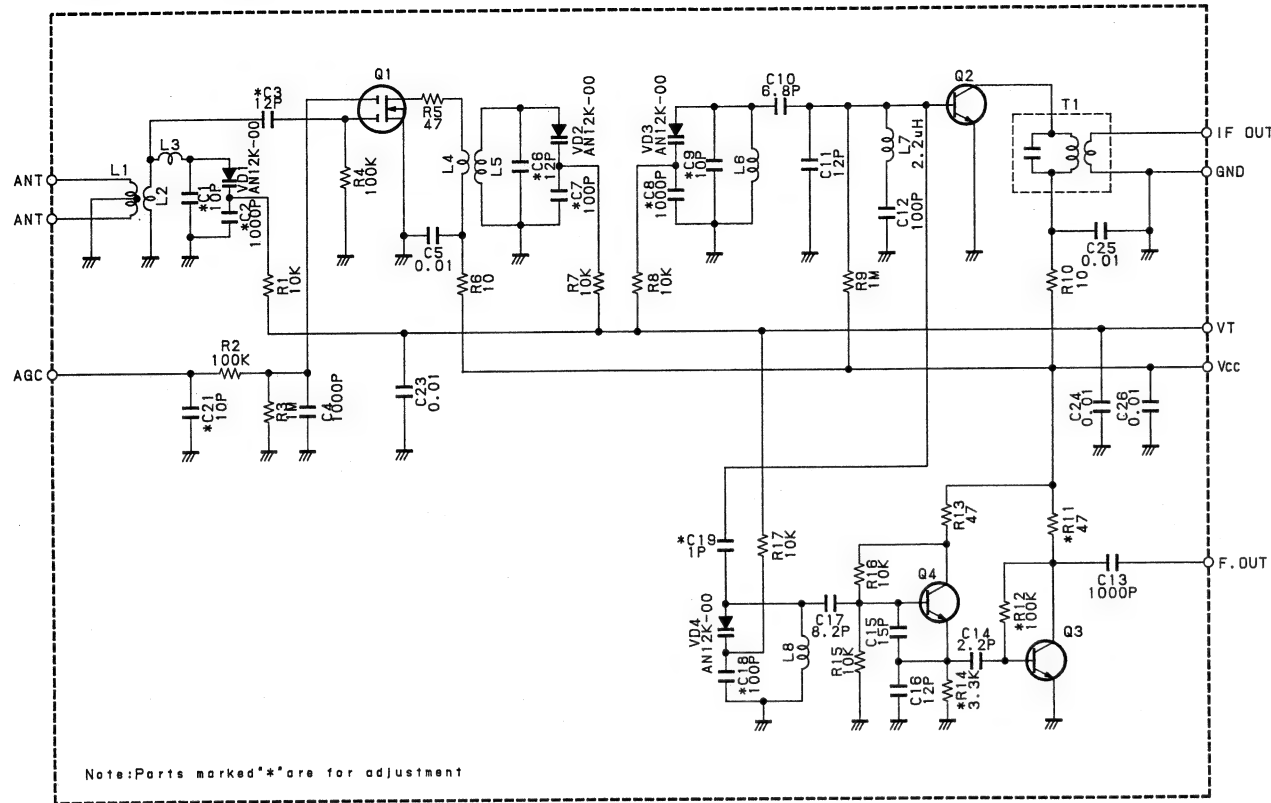 Q1
Q2
*C3
12P
C10
6.8P
T1
L3
R5
47
VD2
AN12K-00
VD3
AN12K-00
L7
2.2uH
IF OUT
VD1
AN12K-00
L4
L5
*C6
12P
*C9
10P
L6
C11
12P
ANT
L1
L2
*C1
10P
*C2
1000P
R4
100K
*C7
100P
*C8
1000P
C12
100P
GND
ANT
C5
0.01
C25
0.01
R1
10K
R6
10
R7
10K
R8
10K
R9
1M
R10
10
VT
R2
100K
AGC
Vcc
*C21
10P
R3
1M
C4
1000P
C23
0.01
C24
0.01
C26
0.01
*C19
1P
R17
10K
R13
47
*R11
47
R16
10K
Q4
F.OUT
C13
1000P
VD4
AN12K-00
C17
8.2P
C15
15P
*R12
100K
Q3
C14
2.2P
*C18
100P
L8
R15
10K
C16
12P
*R14
3.3K
Note:Parts marked"*"are for adjustment